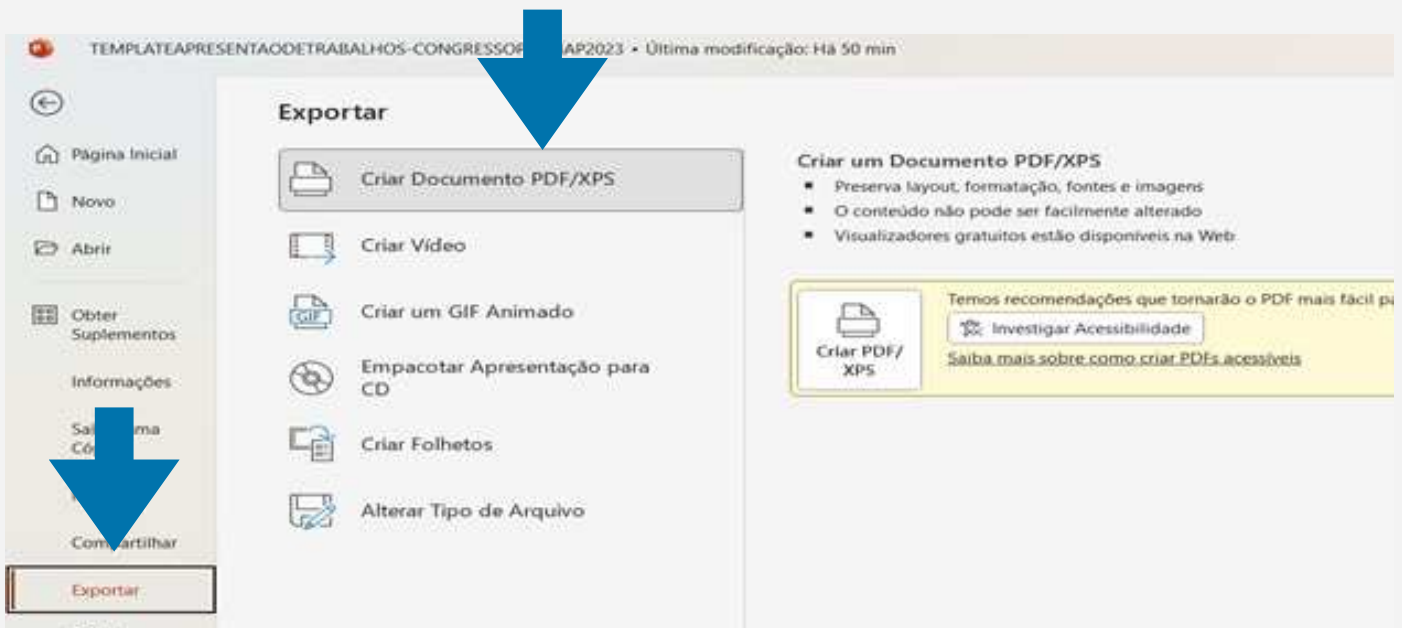 TEMPLATEAPRESENTAODETRABALHOS-CONGRESSO AP2023 • Última modificação: Há 50 min
Exportar
Página Inicial
Novo
Abrir
Obter
Suplementos
Informações
Compartilhar
Exportar
Criar Documento PDF/XPS
Criar Vídeo
Criar um GIF Animado
GIF
Empacotar Apresentação para
CD
Criar Folhetos
Alterar Tipo de Arquivo
Criar um Documento PDF/XPS
▪ Preserva layout, formatação, fontes e imagens
▪ O conteúdo não pode ser facilmente alterado
▪ Visualizadores gratuitos estão disponíveis na Web
Criar PDF/
XPS
Temos recomendações que tornarão o PDF mais fácil
Investigar Acessibilidade
Saiba mais sobre como criar PDFs acessíveis